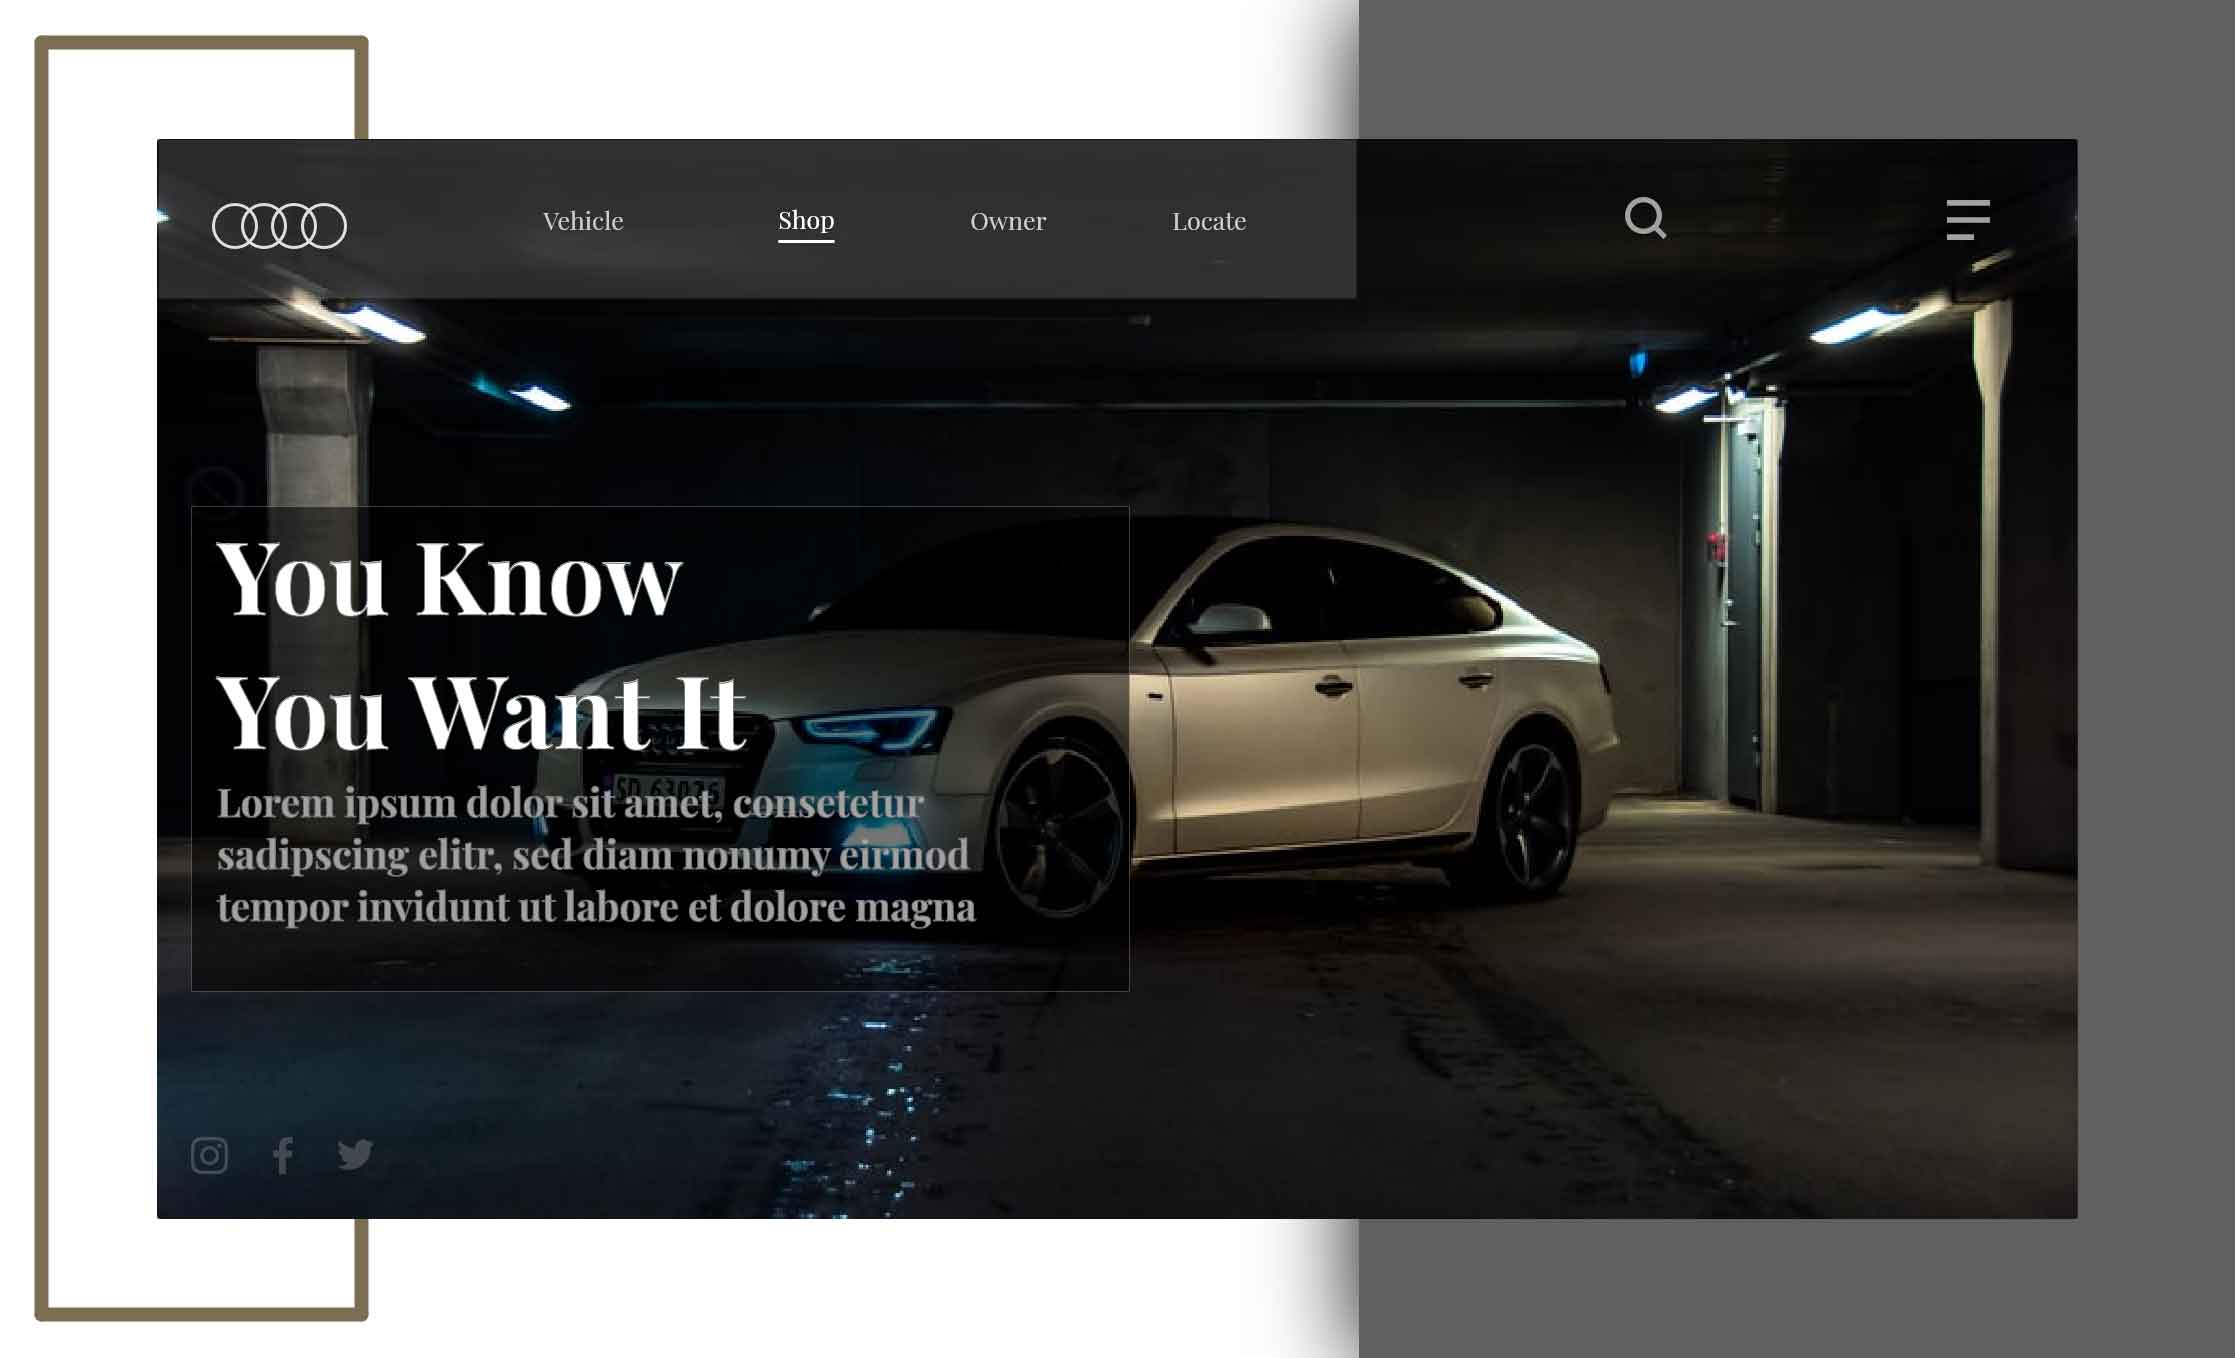 Vehicle Shop Owner Locate
You Know
You Want It
Lorem ipsum dolor sit amet, consetetur
sadipscing elitr, sed diam nonumy eirmod
tempor invidunt ut labore et dolore magna